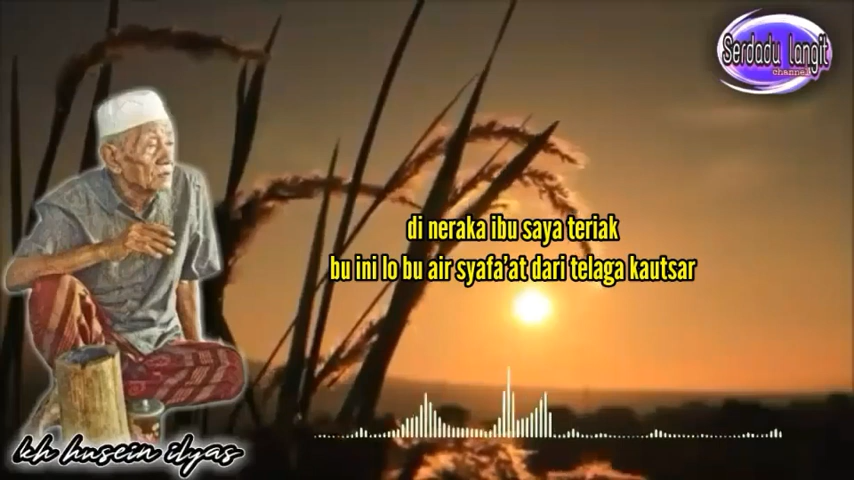 Serdadu langit
channel
di neraka ibu saya teriak
bu ini lo bu air syafa'at dari telaga kautsar
kh husein ilyas